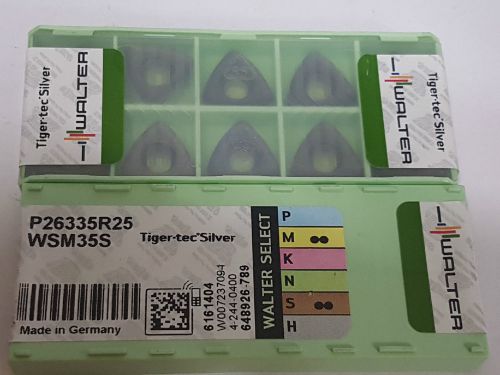 Tiger·tec® Silver
WALTER
Tiger·tec® Silver
WALTER
P26335R25
WSM35S
Tiger·tec® Silver
Made in Germany
6161404
W007237094
4-244-0400
648926-789
WALTER SELECT
P
M
K
N
S
H
WALTER